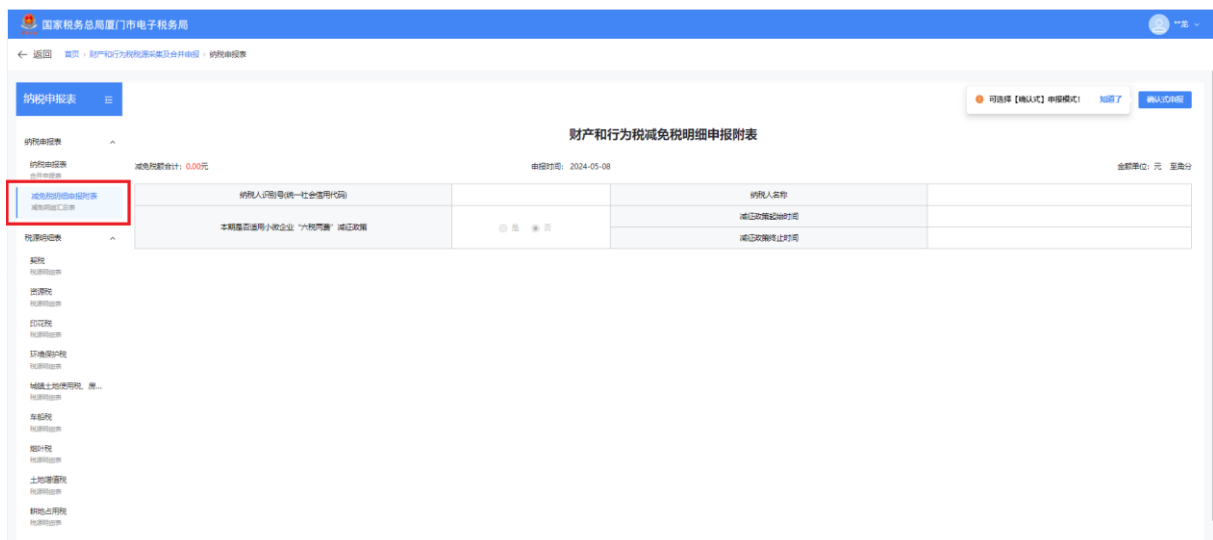 国家税务总局厦门市电子税务局
**龙
← 返回 首页 › 财产和行为税税源采集及合并申报 › 纳税申报表
纳税申报表
可选择【确认式】申报模式! 知道了 确认式申报
纳税申报表
财产和行为税减免税明细申报附表
纳税申报表
合并申报表
减免税额合计: 0.00元 申报时间: 2024-05-08 金额单位: 元 至角分
减免税明细申报附表
减免明细汇总表
纳税人识别号(统一社会信用代码) 纳税人名称
本期是否适用小微企业“六税两费”减征政策 是 否 减征政策起始时间
减征政策终止时间
税源明细表
契税
税源明细表
资源税
税源明细表
印花税
税源明细表
环境保护税
税源明细表
城镇土地使用税、房...
税源明细表
车船税
税源明细表
烟叶税
税源明细表
土地增值税
税源明细表
耕地占用税
税源明细表